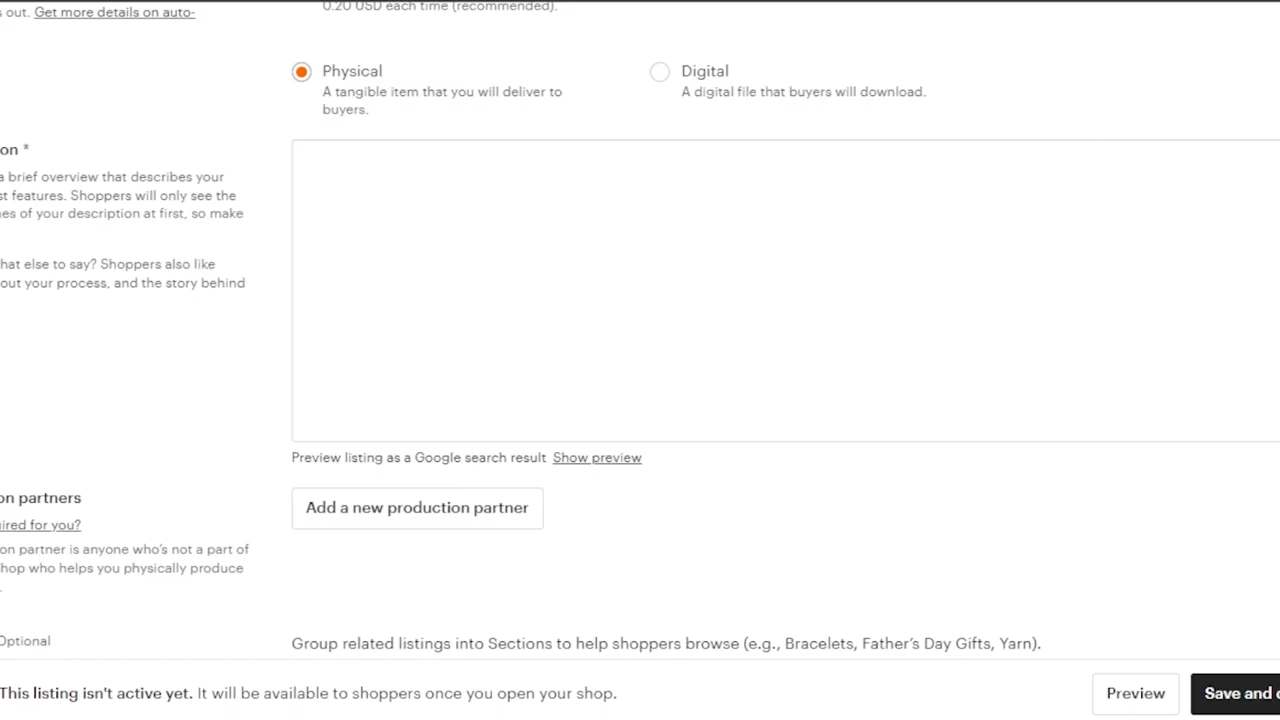 s out. Get more details on auto-
0.20 USD each time (recommended).
Physical
A tangible item that you will deliver to
buyers.
Digital
A digital file that buyers will download.
on *
a brief overview that describes your
st features. Shoppers will only see the
nes of your description at first, so make
hat else to say? Shoppers also like
out your process, and the story behind
Preview listing as a Google search result Show preview
on partners
ired for you?
on partner is anyone who's not a part of
hop who helps you physically produce
.
Add a new production partner
Optional
Group related listings into Sections to help shoppers browse (e.g., Bracelets, Father's Day Gifts, Yarn).
This listing isn't active yet. It will be available to shoppers once you open your shop.
Preview
Save and c